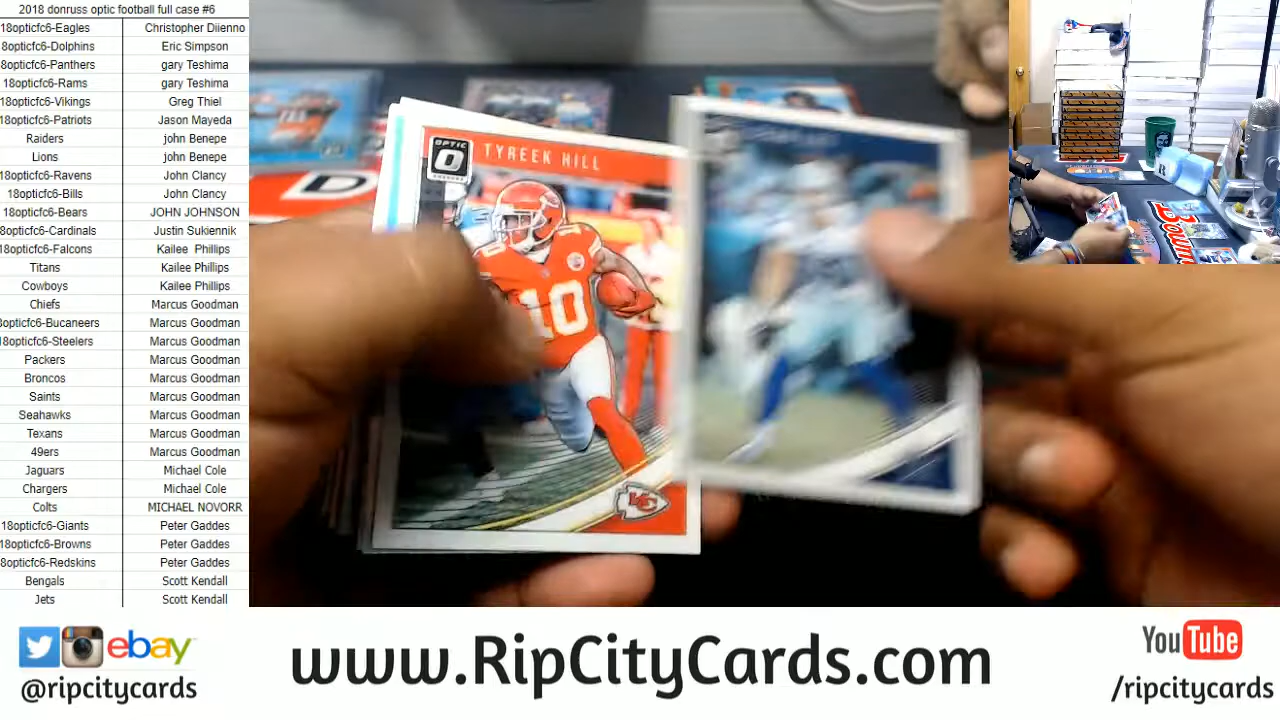 2018 donruss optic football full case #6
18opticfc6-Eagles Christopher Diienno
8opticfc6-Dolphins Eric Simpson
8opticfc6-Panthers gary Teshima
18opticfc6-Rams gary Teshima
18opticfc6-Vikings Greg Thiel
18opticfc6-Patriots Jason Mayeda
Raiders john Benepe
Lions john Benepe
18opticfc6-Ravens John Clancy
18opticfc6-Bills John Clancy
18opticfc6-Bears JOHN JOHNSON
8opticfc6-Cardinals Justin Sukiennik
18opticfc6-Falcons Kailee Phillips
Titans Kailee Phillips
Cowboys Kailee Phillips
Chiefs Marcus Goodman
8opticfc6-Bucaneers Marcus Goodman
18opticfc6-Steelers Marcus Goodman
Packers Marcus Goodman
Broncos Marcus Goodman
Saints Marcus Goodman
Seahawks Marcus Goodman
Texans Marcus Goodman
49ers Marcus Goodman
Jaguars Michael Cole
Chargers Michael Cole
Colts MICHAEL NOVORR
18opticfc6-Giants Peter Gaddes
18opticfc6-Browns Peter Gaddes
8opticfc6-Redskins Peter Gaddes
Bengals Scott Kendall
Jets Scott Kendall
OPTIC
TYREEK HILL
10
KC
ebay
@ripcitycards
www.RipCityCards.com
YouTube
/ripcitycards